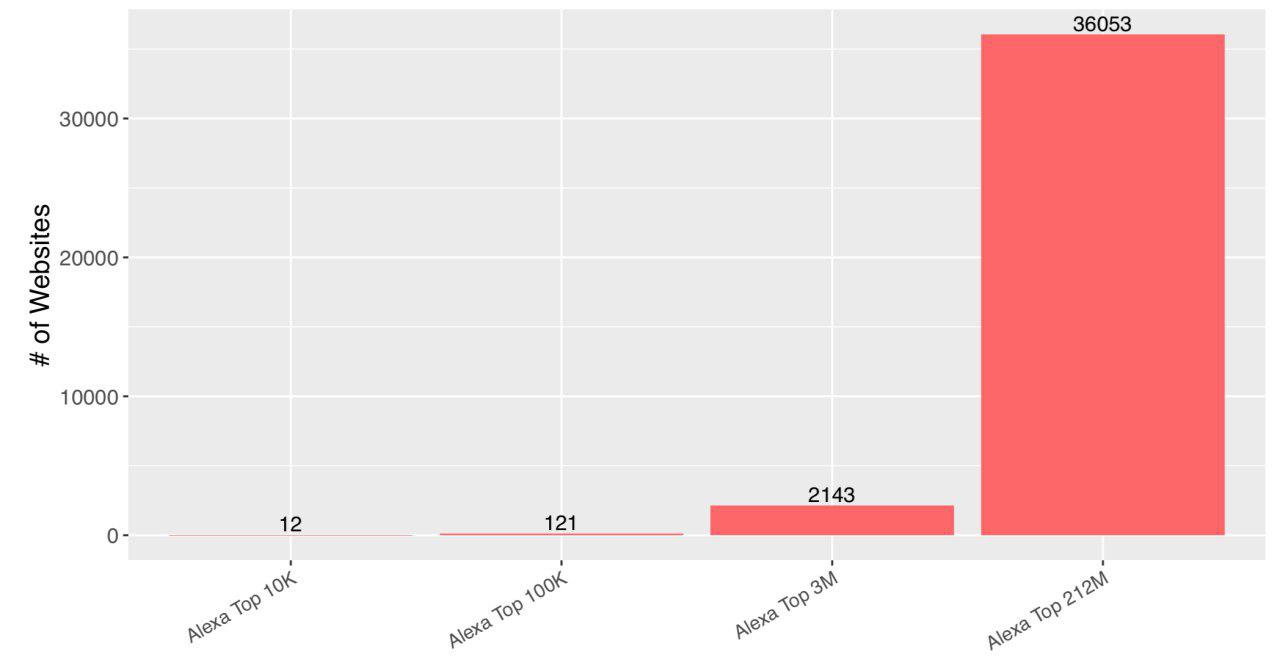 36053
30000
20000
# of Websites
10000
2143
12
121
0
Alexa Top 10K
Alexa Top 100K
Alexa Top 3M
Alexa Top 212M